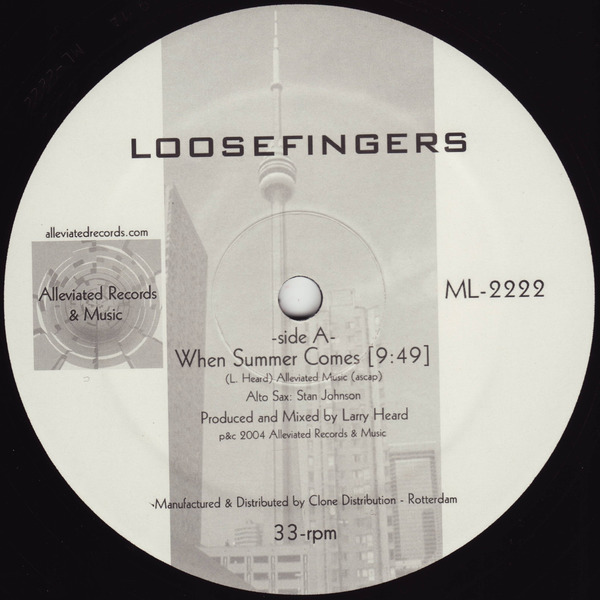 LOOSEFINGERS
alleviatedrecords.com
Alleviated Records
& Music
ML-2222
-side A-
When Summer Comes [9:49]
(L. Heard) Alleviated Music (ascap)
Alto Sax: Stan Johnson
Produced and Mixed by Larry Heard
p&c 2004 Alleviated Records & Music
Manufactured & Distributed by Clone Distribution - Rotterdam
33-rpm